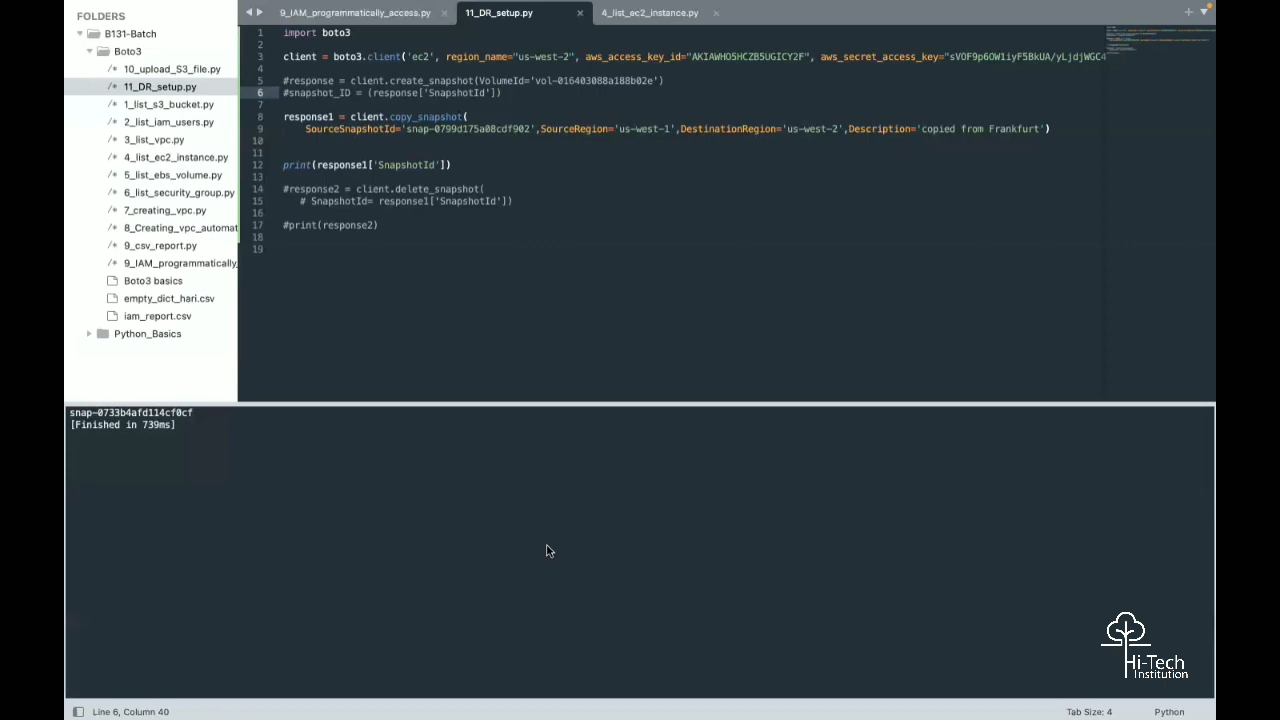 FOLDERS
B131-Batch
Boto3
/* 10_upload_S3_file.py
/* 11_DR_setup.py
/* 1_list_s3_bucket.py
/* 2_list_iam_users.py
/* 3_list_vpc.py
/* 4_list_ec2_instance.py
/* 5_list_ebs_volume.py
/* 6_list_security_group.py
/* 7_creating_vpc.py
/* 8_Creating_vpc_automat
/* 9_csv_report.py
/* 9_IAM_programmatically_
Boto3 basics
empty_dict_hari.csv
iam_report.csv
Python_Basics
9_IAM_programmatically_access.py × 11_DR_setup.py × 4_list_ec2_instance.py ×
1 import boto3
2
3 client = boto3.client( , region_name="us-west-2", aws_access_key_id= , aws_secret_access_key=
4
5 #response = client.create_snapshot(VolumeId='vol-016403088a188b02e')
6 #snapshot_ID = (response['SnapshotId'])
7
8 response1 = client.copy_snapshot(
9 SourceSnapshotId='snap-0799d175a08cdf902',SourceRegion='us-west-1',DestinationRegion='us-west-2',Description='copied from Frankfurt')
10
11
12 print(response1['SnapshotId'])
13
14 #response2 = client.delete_snapshot(
15 # SnapshotId= response1['SnapshotId'])
16
17 #print(response2)
18
19
snap-0733b4afd114cf0cf
[Finished in 739ms]
Hi-Tech
Institution
Line 6, Column 40
Tab Size: 4
Python